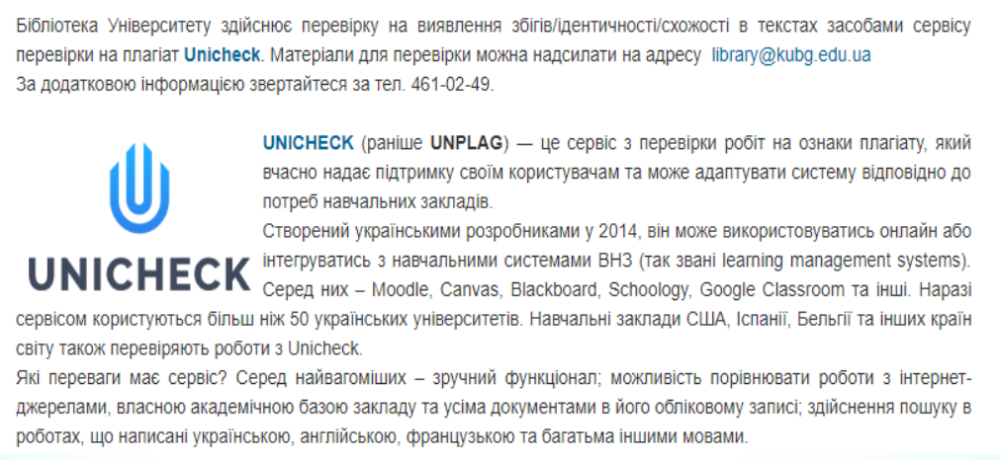 Бібліотека Університету здійснює перевірку на виявлення збігів/ідентичності/схожості в текстах засобами сервісу
перевірки на плагіат Unicheck. Матеріали для перевірки можна надсилати на адресу library@kubg.edu.ua
За додатковою інформацією звертайтеся за тел. 461-02-49.
UNICHECK (раніше UNPLAG) — це сервіс з перевірки робіт на ознаки плагіату, який
вчасно надає підтримку своїм користувачам та може адаптувати систему відповідно до
потреб навчальних закладів.
Створений українськими розробниками у 2014, він може використовуватись онлайн або
інтегруватись з навчальними системами ВНЗ (так звані learning management systems).
UNICHECK
Серед них – Moodle, Canvas, Blackboard, Schoology, Google Classroom та інші. Наразі
сервісом користуються більш ніж 50 українських університетів. Навчальні заклади США, Іспанії, Бельгії та інших країн
світу також перевіряють роботи з Unicheck.
Які переваги має сервіс? Серед найвагоміших – зручний функціонал; можливість порівнювати роботи з інтернет-
джерелами, власною академічною базою закладу та усіма документами в його обліковому записі; здійснення пошуку в
роботах, що написані українською, англійською, французькою та багатьма іншими мовами.